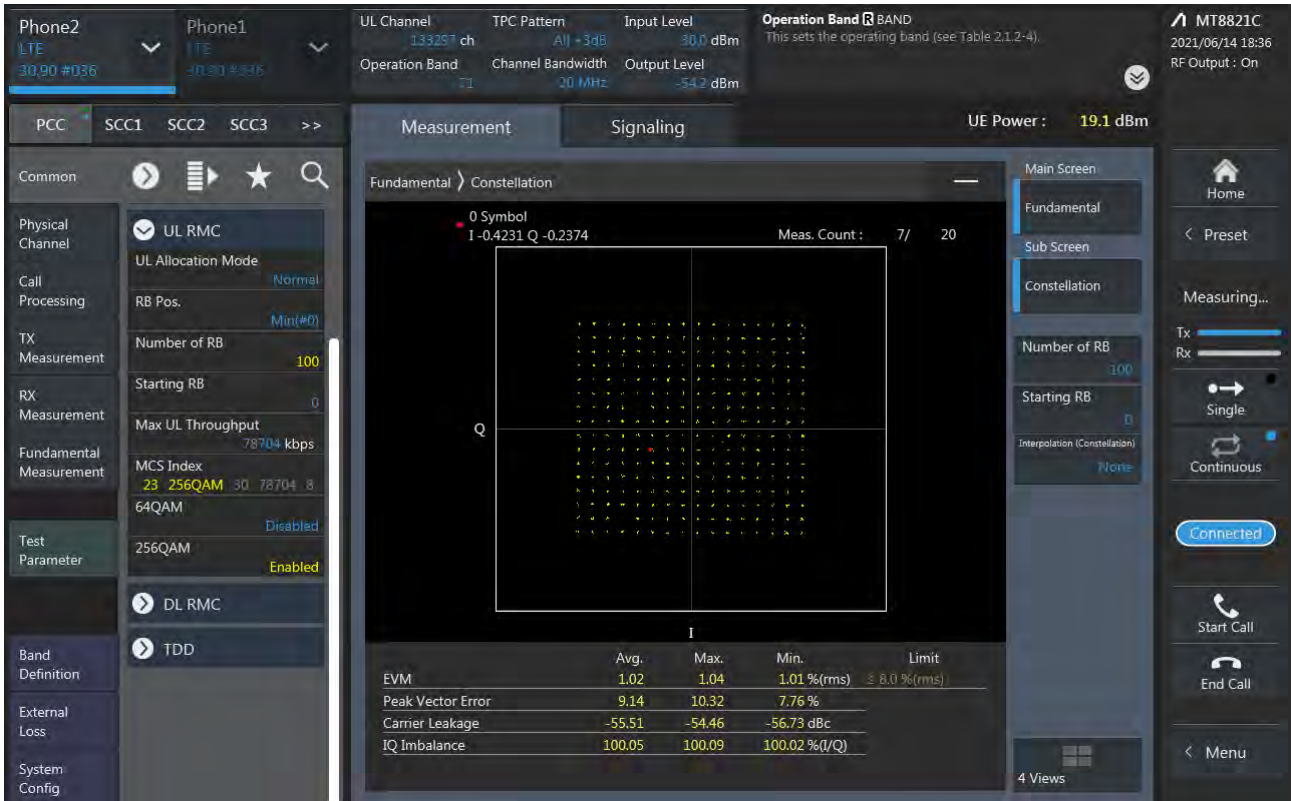 Phone2
LTE
30.90 #036
Phone1
LTE
30.90 #036
UL Channel
133297 ch
Operation Band
71
TPC Pattern
All +3dB
Channel Bandwidth
20 MHz
Input Level
30.0 dBm
Output Level
-54.2 dBm
Operation Band R BAND
This sets the operating band (see Table 2.1.2-4).
MT8821C
2021/06/14 18:36
RF Output : On
PCC SCC1 SCC2 SCC3 >>
Measurement
Signaling
UE Power : 19.1 dBm
Common
Physical
Channel
Call
Processing
TX
Measurement
RX
Measurement
Fundamental
Measurement
Test
Parameter
Band
Definition
External
Loss
System
Config
UL RMC
UL Allocation Mode
Normal
RB Pos.
Min(#0)
Number of RB
100
Starting RB
0
Max UL Throughput
78704 kbps
MCS Index
23 256QAM 30 78704 8
64QAM
Disabled
256QAM
Enabled
DL RMC
TDD
Fundamental 〉 Constellation
0 Symbol
I -0.4231 Q -0.2374
Meas. Count : 7/ 20
Q
I
Avg. Max. Min. Limit
EVM 1.02 1.04 1.01 %(rms) ≤ 8.0 %(rms)
Peak Vector Error 9.14 10.32 7.76 %
Carrier Leakage -55.51 -54.46 -56.73 dBc
IQ Imbalance 100.05 100.09 100.02 %(I/Q)
Main Screen
Fundamental
Sub Screen
Constellation
Number of RB
100
Starting RB
0
Interpolation (Constellation)
None
4 Views
Home
< Preset
Measuring...
Tx
Rx
Single
Continuous
Connected
Start Call
End Call
< Menu